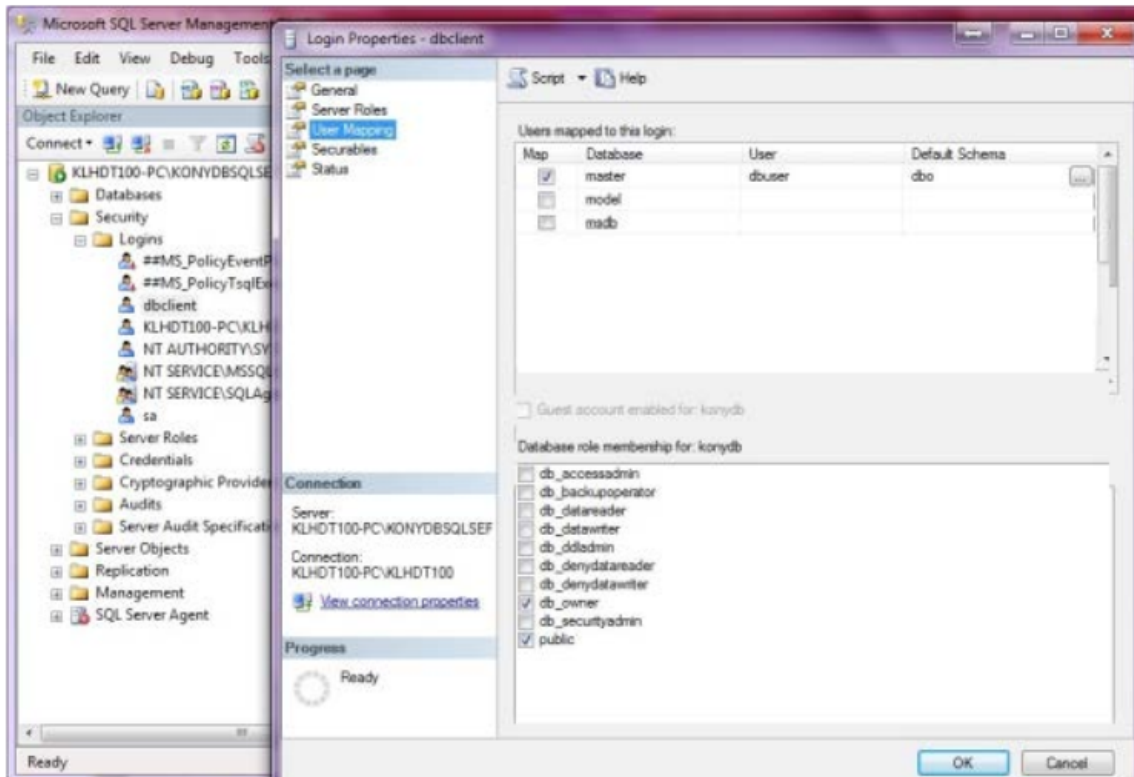 Microsoft SQL Server Management
File Edit View Debug Tools
New Query
Object Explorer
Connect
KLHDT100-PC\KONYDBSQLSE
Databases
Security
Logins
##MS_PolicyEventP
##MS_PolicyTsqlExe
dbclient
KLHDT100-PC\KLH
NT AUTHORITY\SY
NT SERVICE\MSSQL
NT SERVICE\SQLAge
sa
Server Roles
Credentials
Cryptographic Provider
Audits
Server Audit Specificati
Server Objects
Replication
Management
SQL Server Agent
Ready
Login Properties - dbclient
Select a page
General
Server Roles
User Mapping
Securables
Status
Connection
Server:
KLHDT100-PC\KONYDBSQLSEF
Connection:
KLHDT100-PC\KLHDT100
View connection properties
Progress
Ready
Script Help
Users mapped to this login:
Map Database User Default Schema
master dbuser dbo ...
model
msdb
Guest account enabled for: konydb
Database role membership for: konydb
db_accessadmin
db_backupoperator
db_datareader
db_datawriter
db_ddladmin
db_denydatareader
db_denydatawriter
db_owner
db_securityadmin
public
OK Cancel